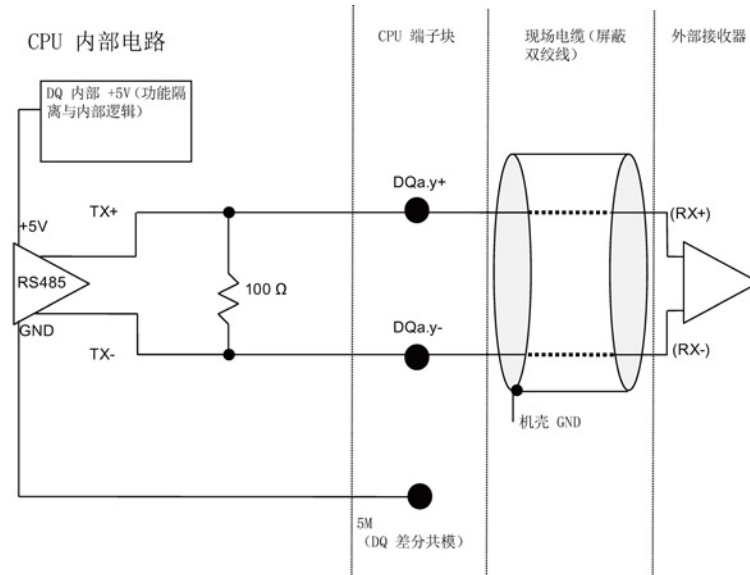 CPU 内部电路
CPU 端子块
现场电缆(屏蔽
双绞线)
外部接收器
DQ 内部 +5V(功能隔
离与内部逻辑)
DQa.y+
TX+
(RX+)
+5V
RS485
100 Ω
GND
DQa.y-
TX-
(RX-)
机壳 GND
5M
(DQ 差分共模)